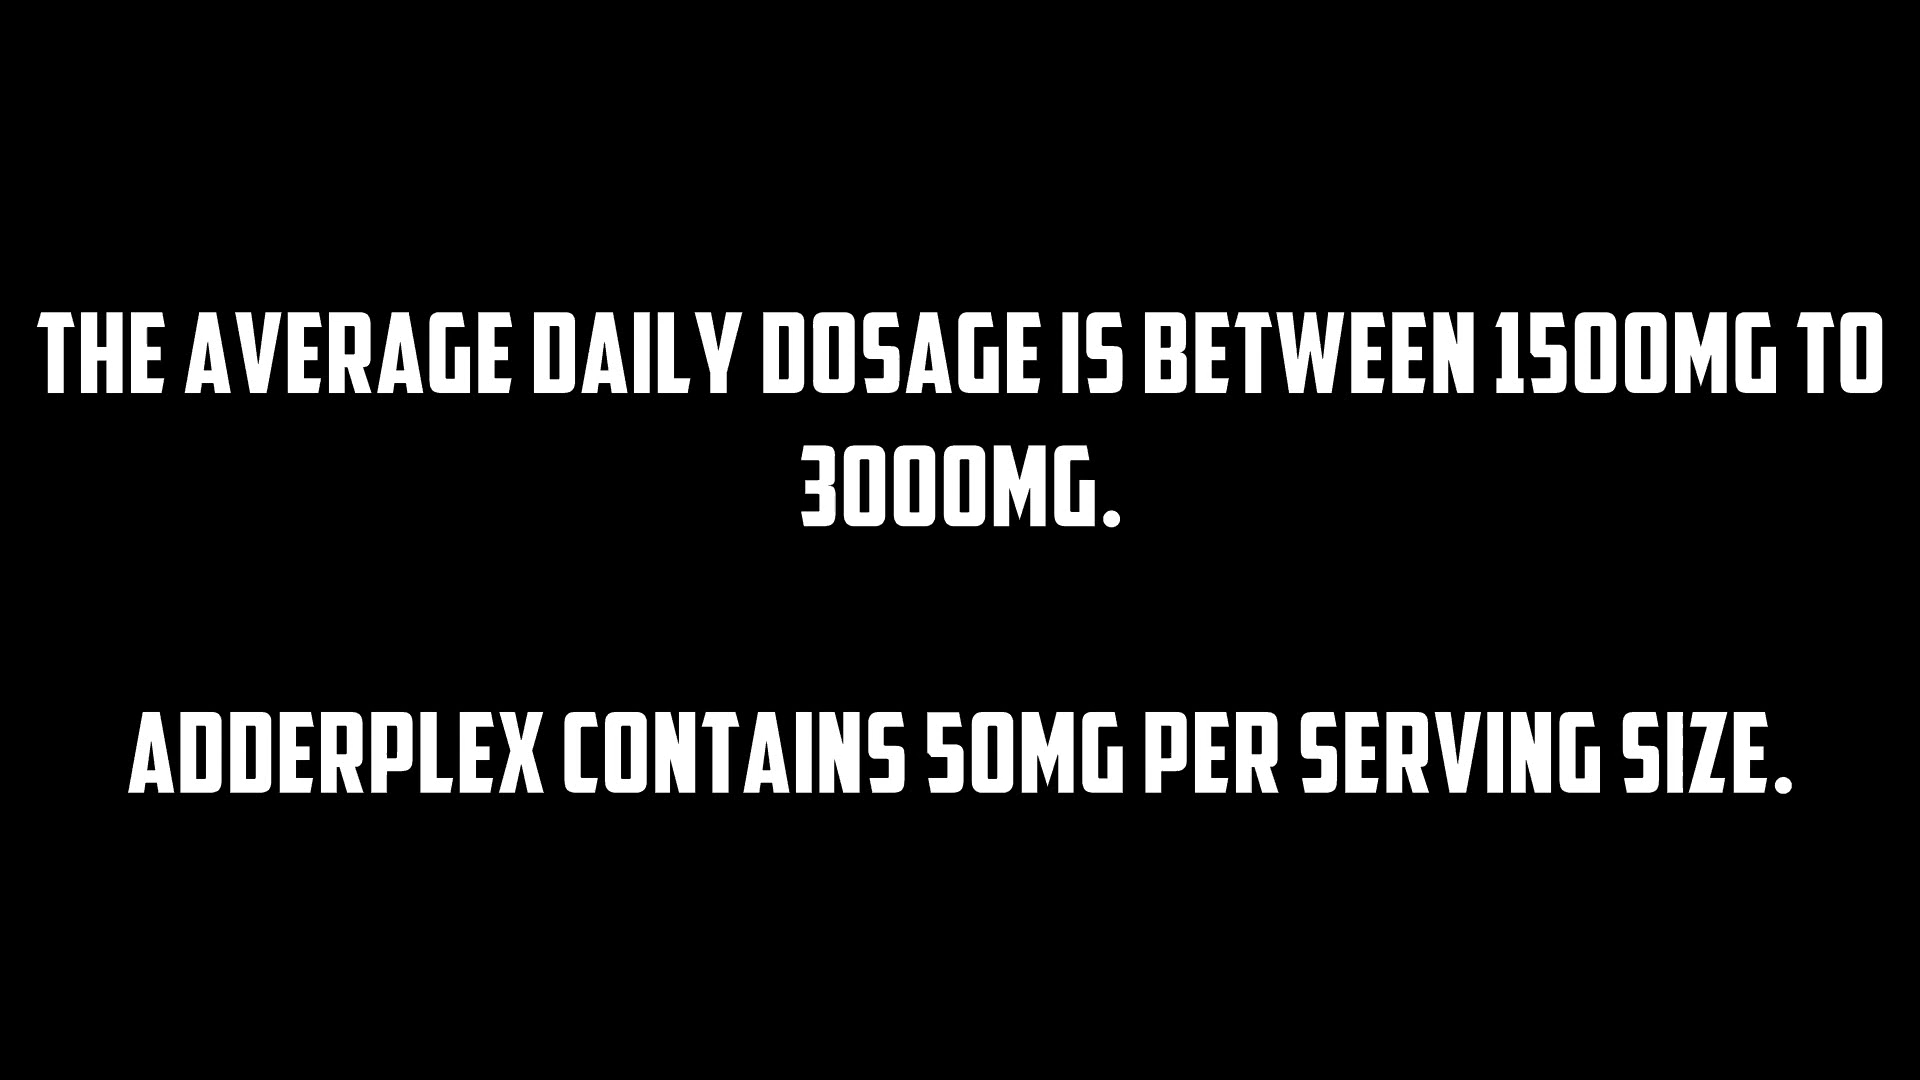 THE AVERAGE DAILY DOSAGE IS BETWEEN 1500MG TO
3000MG.
ADDERPLEX CONTAINS 50MG PER SERVING SIZE.